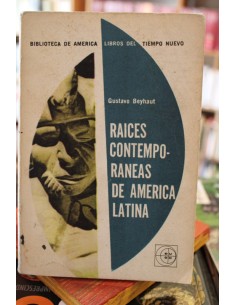 BIBLIOTECA DE AMERICA LIBROS DEL TIEMPO NUEVO
Gustavo Beyhaut
RAICES
CONTEMPO-
RANEAS
DE AMERICA
LATINA